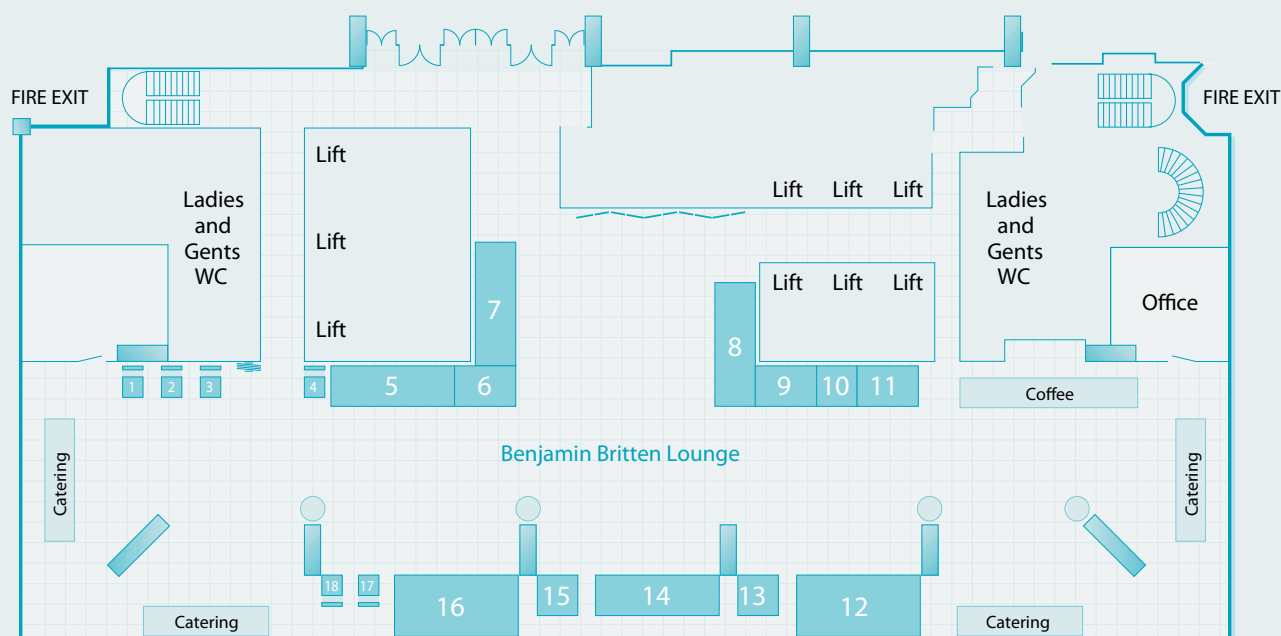 FIRE EXIT
FIRE EXIT
Lift
Lift
Lift
Lift
Ladies
and
Gents
WC
Ladies
and
Gents
WC
Lift
Lift
Lift
Lift
Office
Lift
7
8
1
2
3
4
5
6
9
10
11
Coffee
Benjamin Britten Lounge
Catering
Catering
18
17
16
15
14
13
12
Catering
Catering